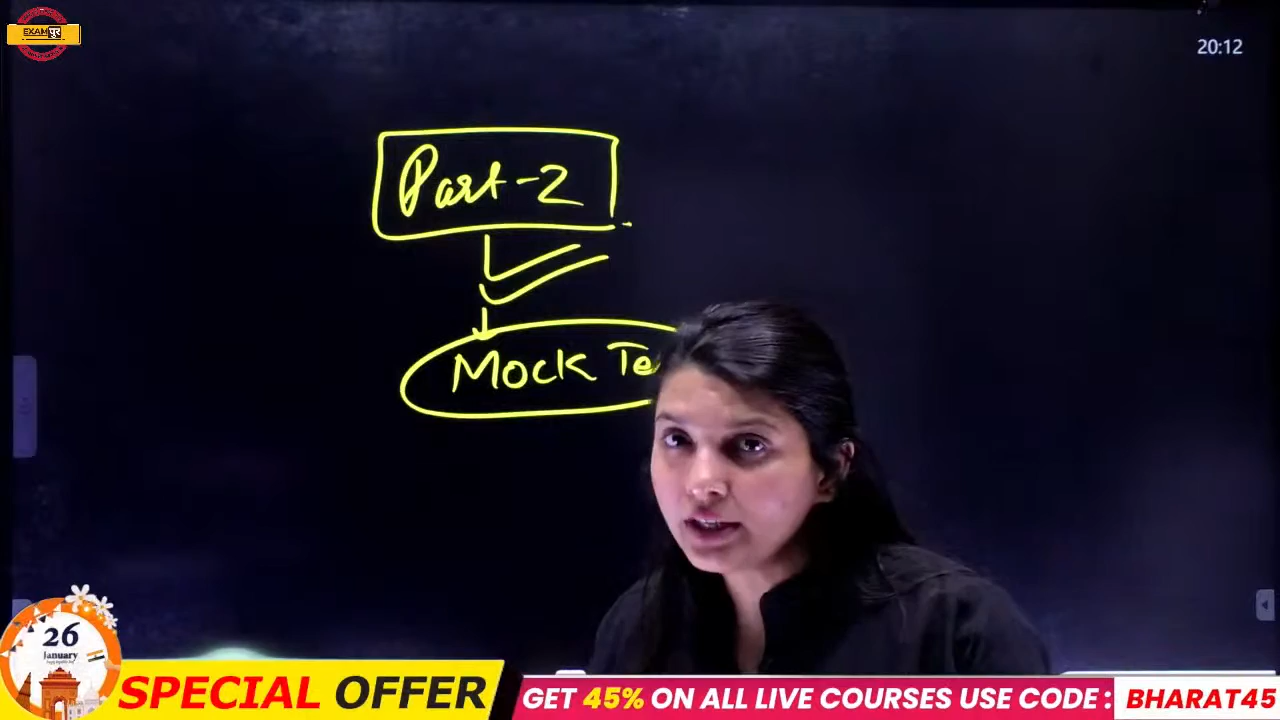 EXAM पुर
20:12
Part-2
Mock Te
26
January
SPECIAL OFFER
GET 45% ON ALL LIVE COURSES USE CODE : BHARAT45